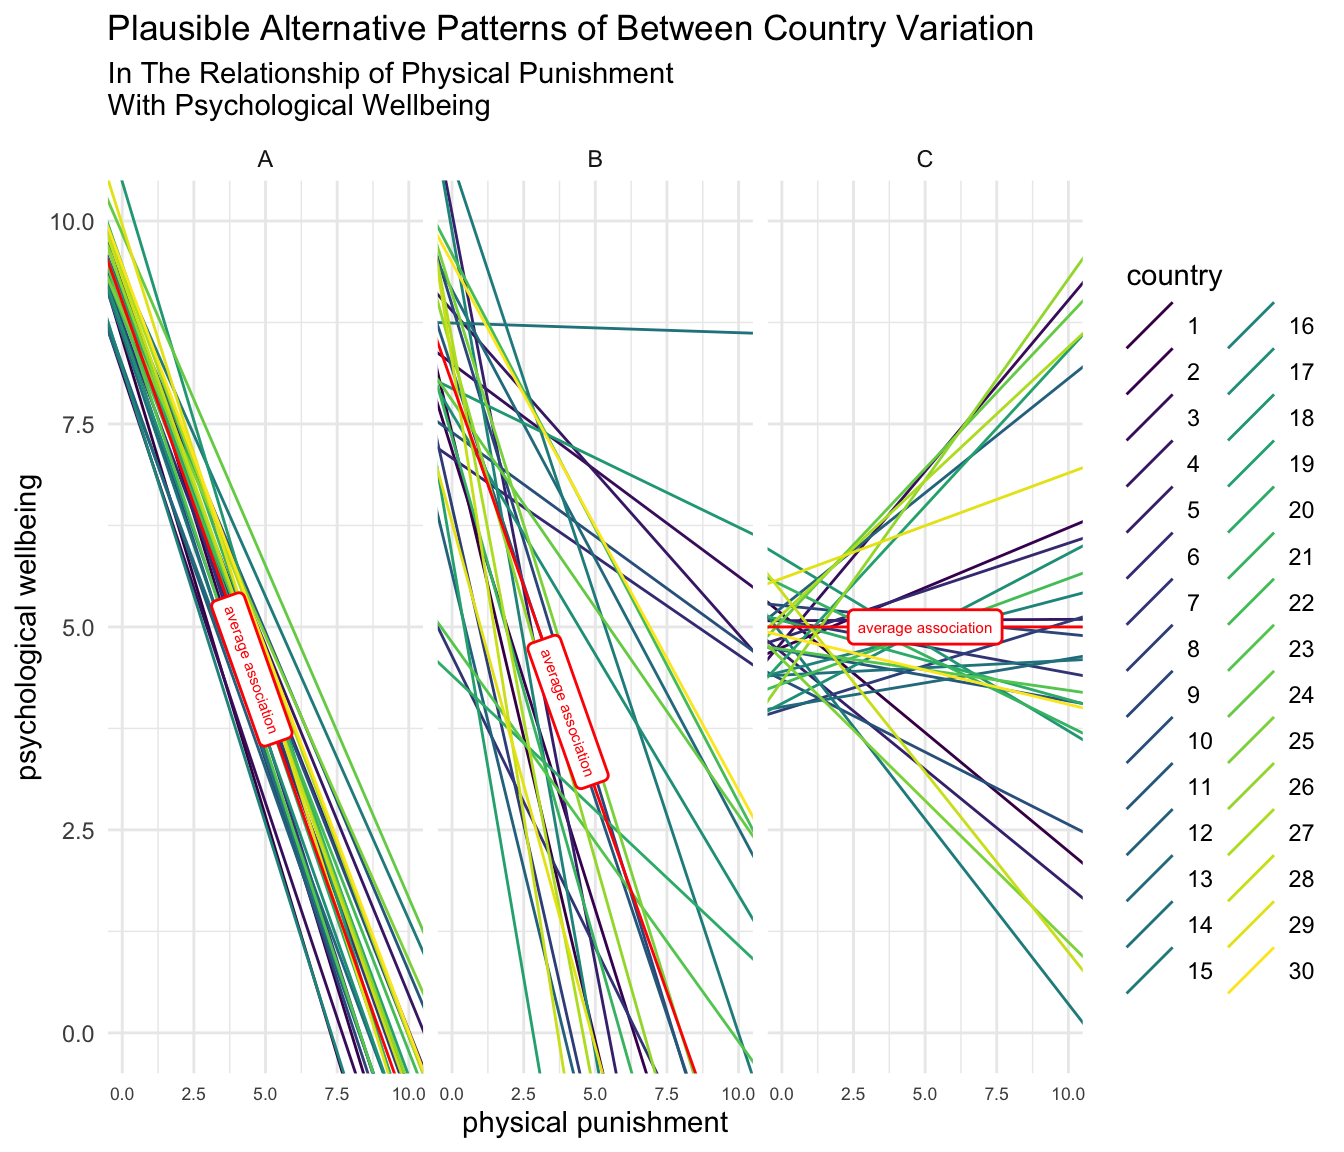 Plausible Alternative Patterns of Between Country Variation
In The Relationship of Physical Punishment
With Psychological Wellbeing
A
B
C
10.0
7.5
5.0
2.5
0.0
psychological wellbeing
average association
average association
average association
0.0 2.5 5.0 7.5 10.0
0.0 2.5 5.0 7.5 10.0
0.0 2.5 5.0 7.5 10.0
physical punishment
country
1 16
2 17
3 18
4 19
5 20
6 21
7 22
8 23
9 24
10 25
11 26
12 27
13 28
14 29
15 30